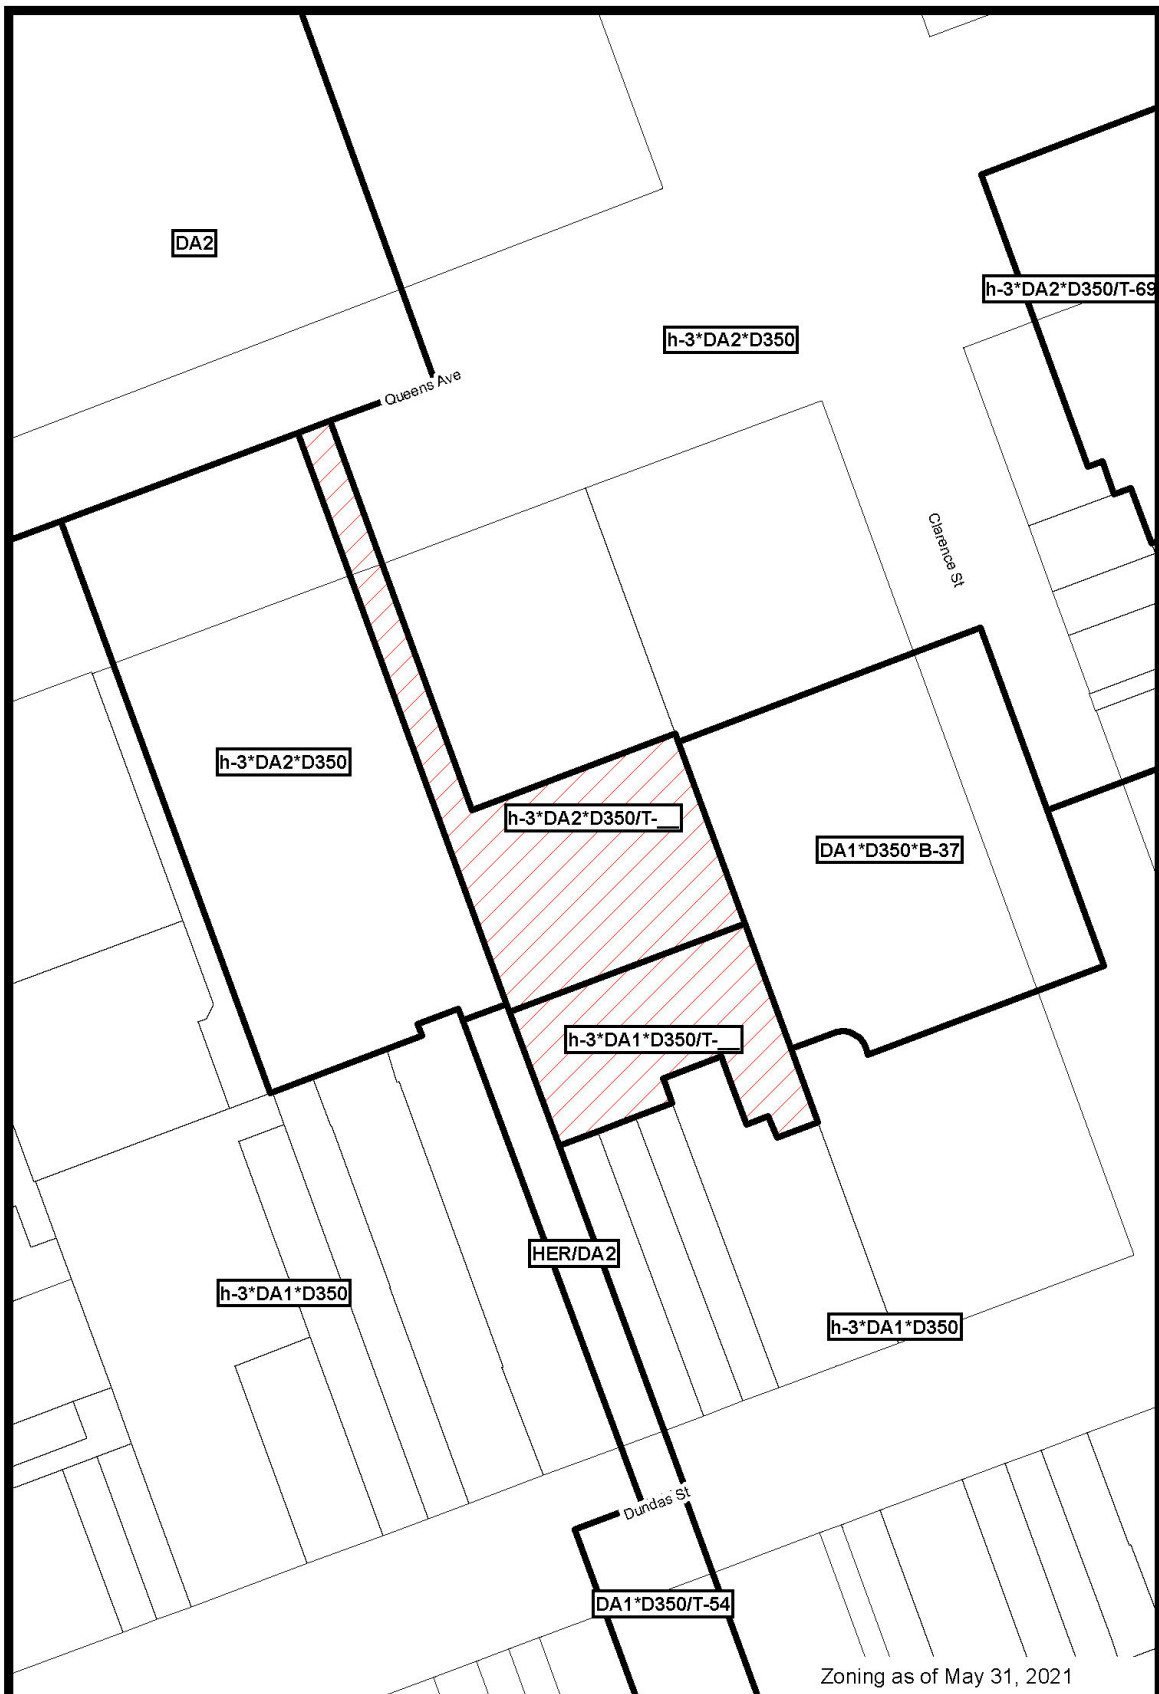 DA2
h-3*DA2*D350/T-69
h-3*DA2*D350
Queens Ave
Clarence St
h-3*DA2*D350
h-3*DA2*D350/T-__
DA1*D350*B-37
h-3*DA1*D350/T-__
HER/DA2
h-3*DA1*D350
h-3*DA1*D350
Dundas St
DA1*D350/T-54
Zoning as of May 31, 2021